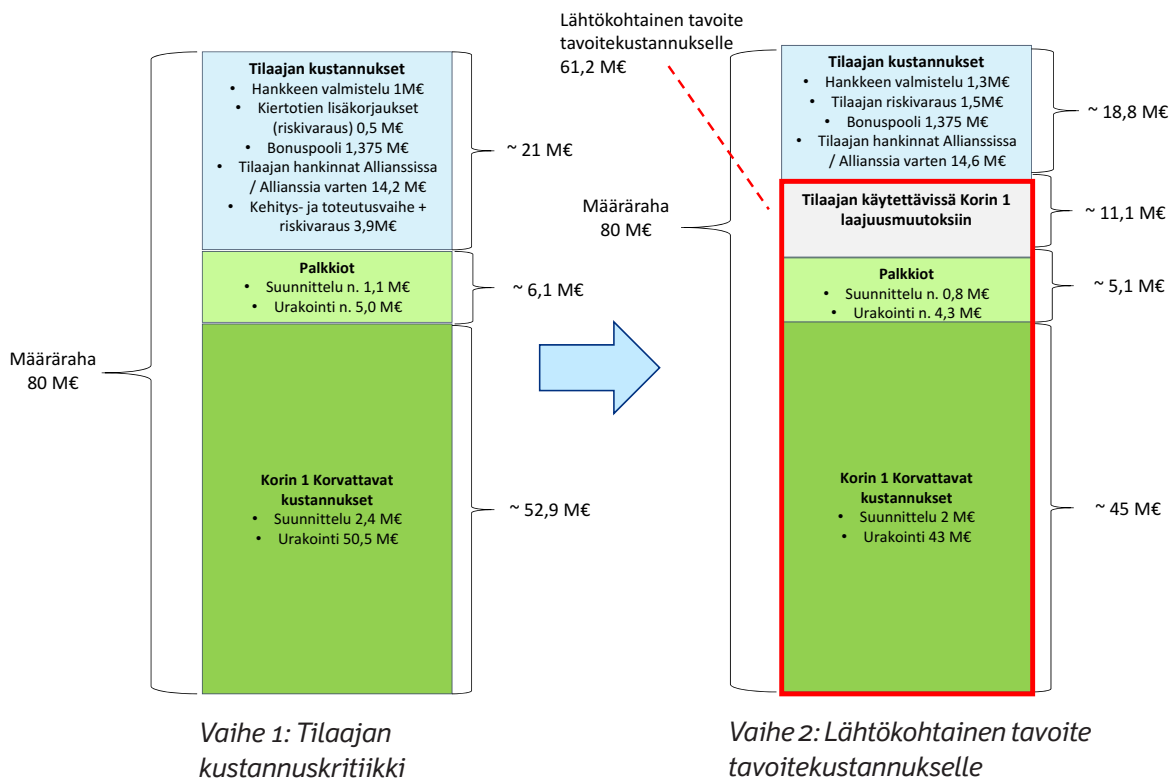 Tilaajan kustannukset
• Hankkeen valmistelu 1M€
• Kiertotien lisäkorjaukset
(riskivaraus) 0,5 M€
• Bonuspooli 1,375 M€
• Tilaajan hankinnat Allianssissa
/ Allianssia varten 14,2 M€
• Kehitys- ja toteutusvaihe +
riskivaraus 3,9M€
~ 21 M€
Palkkiot
• Suunnittelu n. 1,1 M€
• Urakointi n. 5,0 M€
~ 6,1 M€
Määräraha
80 M€
Korin 1 Korvattavat
kustannukset
• Suunnittelu 2,4 M€
• Urakointi 50,5 M€
~ 52,9 M€
Vaihe 1: Tilaajan
kustannuskritiikki
Lähtökohtainen tavoite
tavoitekustannukselle
61,2 M€
Tilaajan kustannukset
• Hankkeen valmistelu 1,3M€
• Tilaajan riskivaraus 1,5M€
• Bonuspooli 1,375 M€
• Tilaajan hankinnat Allianssissa
/ Allianssia varten 14,6 M€
~ 18,8 M€
Määräraha
80 M€
Tilaajan käytettävissä Korin 1
laajuusmuutoksiin
~ 11,1 M€
Palkkiot
• Suunnittelu n. 0,8 M€
• Urakointi n. 4,3 M€
~ 5,1 M€
Korin 1 Korvattavat
kustannukset
• Suunnittelu 2 M€
• Urakointi 43 M€
~ 45 M€
Vaihe 2: Lähtökohtainen tavoite
tavoitekustannukselle